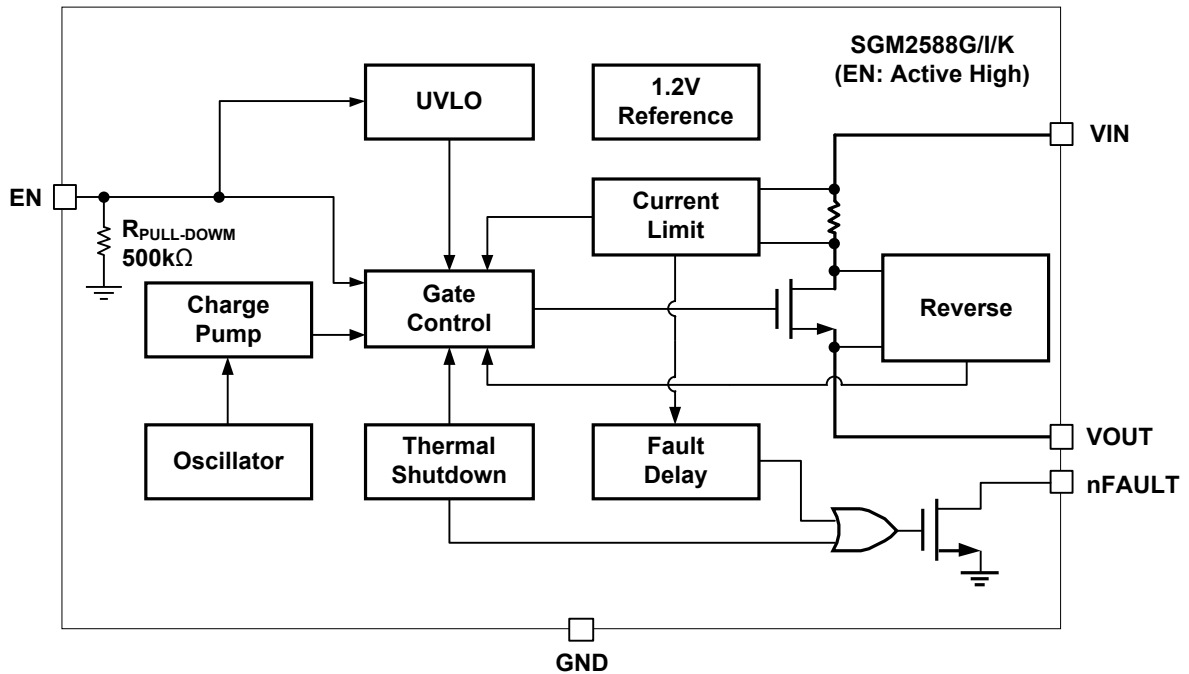 SGM2588G/I/K
(EN: Active High)
UVLO
1.2V
Reference
VIN
EN
RPULL-DOWM
500kΩ
Current
Limit
Charge
Pump
Gate
Control
Reverse
Oscillator
Thermal
Shutdown
Fault
Delay
VOUT
nFAULT
GND